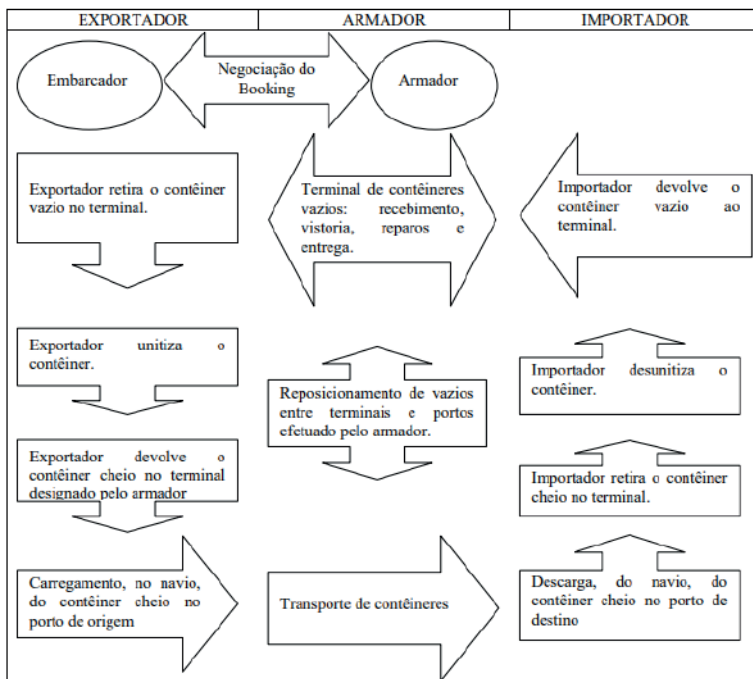 EXPORTADOR
ARMADOR
IMPORTADOR
Embarcador
Negociação do
Booking
Armador
Exportador retira o contêiner
vazio no terminal.
Terminal de contêineres
vazios: recebimento,
vistoria, reparos e
entrega.
Importador devolve o
contêiner vazio ao
terminal.
Exportador unitiza o
contêiner.
Reposicionamento de vazios
entre terminais e portos
efetuado pelo armador.
Importador desunitiza o
contêiner.
Exportador devolve o
contêiner cheio no terminal
designado pelo armador
Importador retira o contêiner
cheio no terminal.
Carregamento, no navio,
do contêiner cheio no
porto de origem
Transporte de contêineres
Descarga, do navio, do
contêiner cheio no porto de
destino